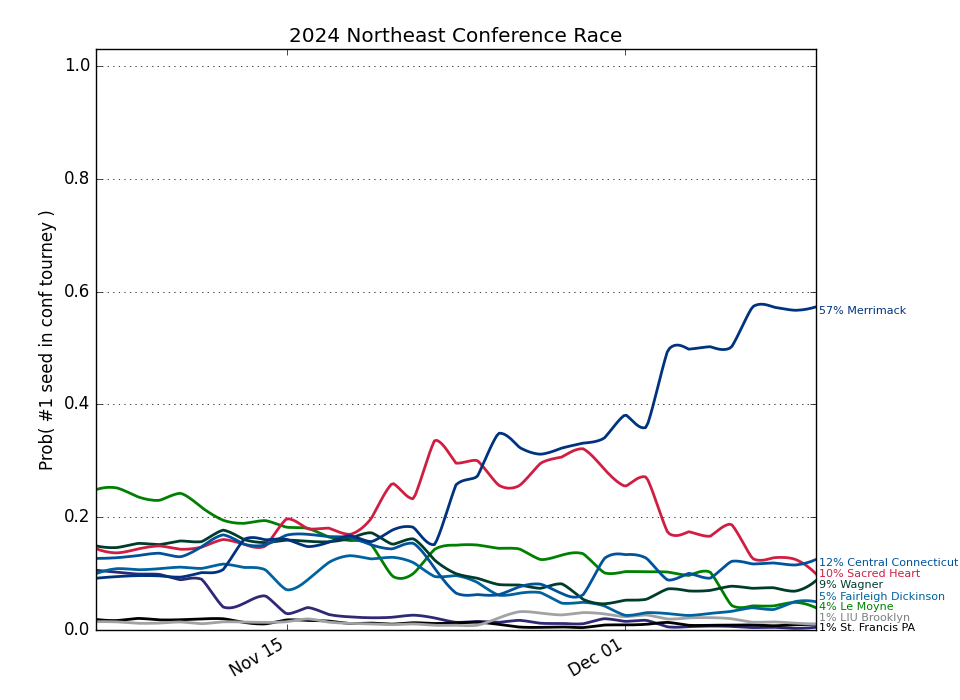 2024 Northeast Conference Race
Prob( #1 seed in conf tourney )
1.0
0.8
0.6
0.4
0.2
0.0
Nov 15
Dec 01
57% Merrimack
12% Central Connecticut
10% Sacred Heart
9% Wagner
5% Fairleigh Dickinson
4% Le Moyne
1% LIU Brooklyn
1% St. Francis PA